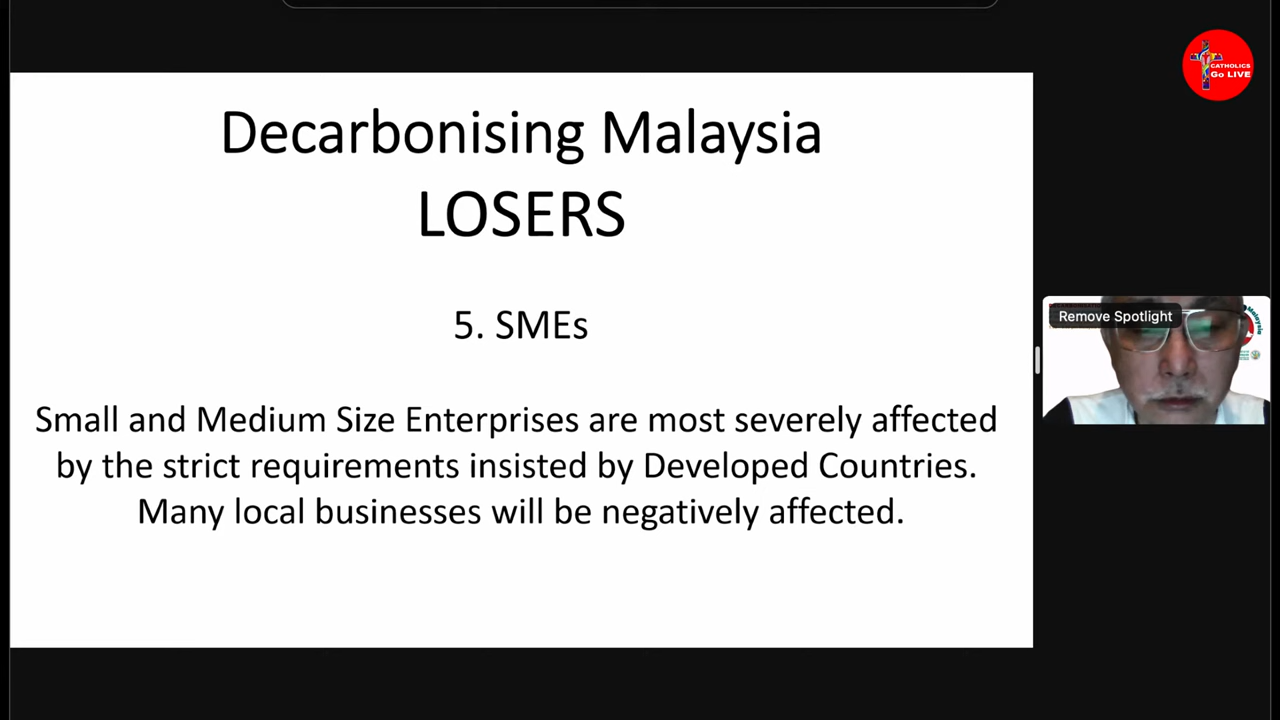 CATHOLICS
Go LIVE
Decarbonising Malaysia
LOSERS
5. SMEs
Small and Medium Size Enterprises are most severely affected
by the strict requirements insisted by Developed Countries.
Many local businesses will be negatively affected.
Remove Spotlight
Malaysia